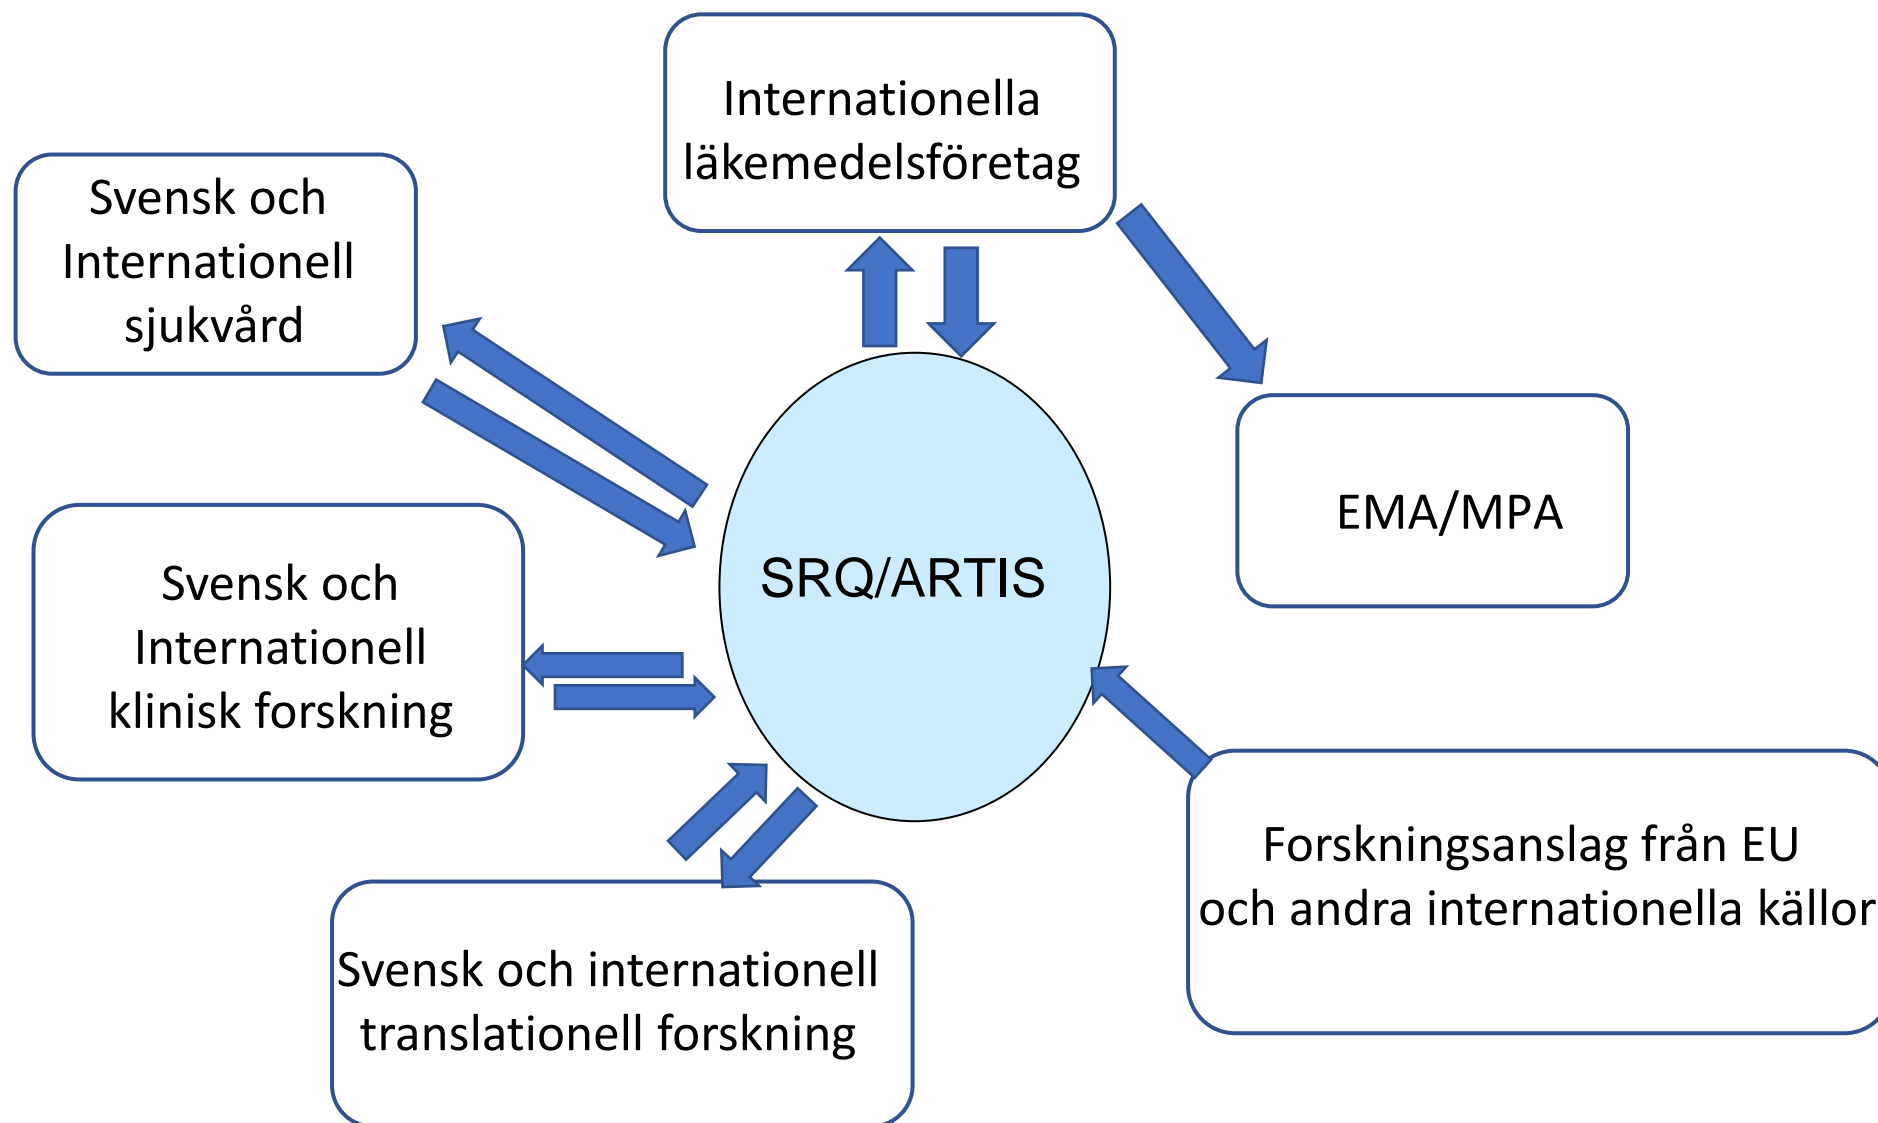 Internationella
läkemedelsföretag
Svensk och
Internationell
sjukvård
EMA/MPA
SRQ/ARTIS
Svensk och
Internationell
klinisk forskning
Forskningsanslag från EU
och andra internationella källor
Svensk och internationell
translationell forskning